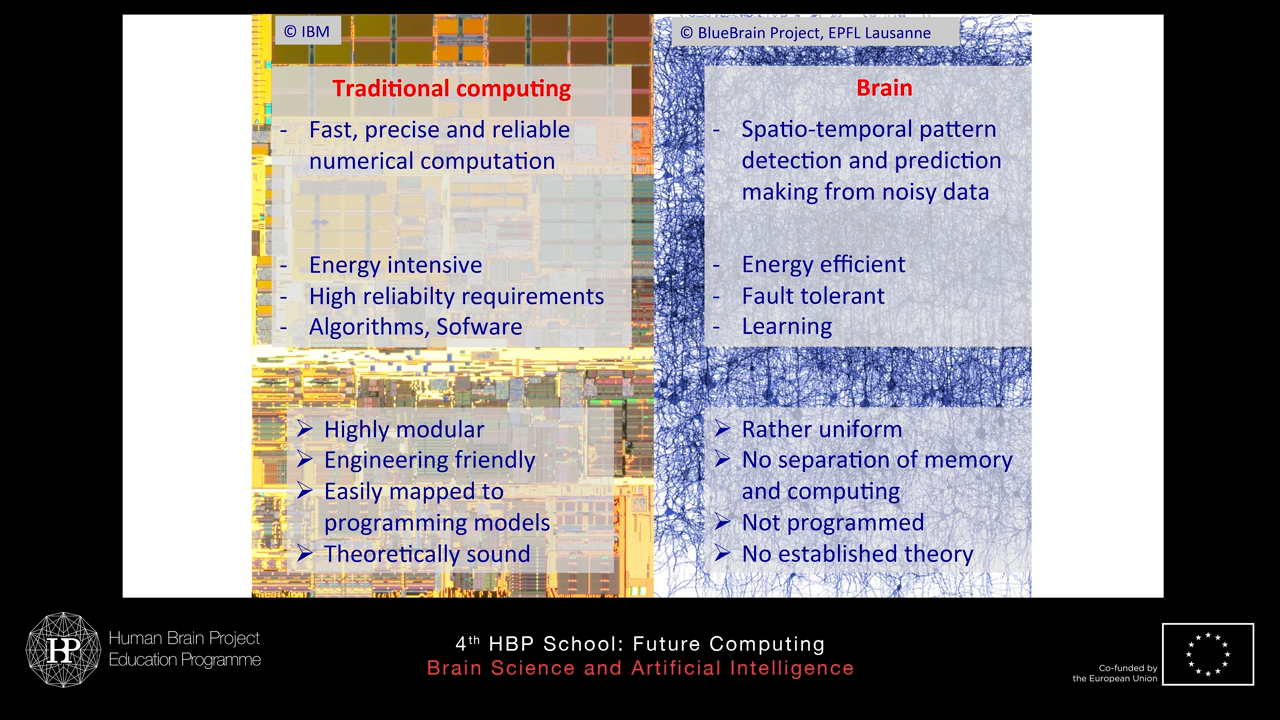 © IBM
© BlueBrain Project, EPFL Lausanne
Traditional computing
- Fast, precise and reliable
numerical computation
- Energy intensive
- High reliabilty requirements
- Algorithms, Sofware
➢ Highly modular
➢ Engineering friendly
➢ Easily mapped to
programming models
➢ Theoretically sound
Brain
- Spatio-temporal pattern
detection and prediction
making from noisy data
- Energy efficient
- Fault tolerant
- Learning
➢ Rather uniform
➢ No separation of memory
and computing
➢ Not programmed
➢ No established theory
HP
Human Brain Project
Education Programme
4th HBP School: Future Computing
Brain Science and Artificial Intelligence
Co-funded by
the European Union